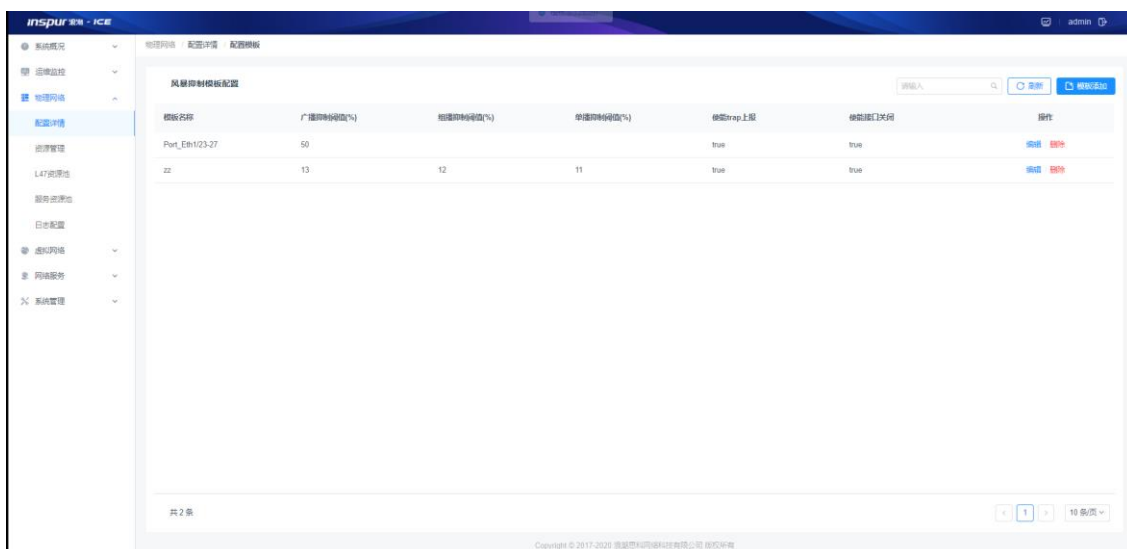 inspur 浪潮 - ICE
admin
系统概况
物理网络 / 配置详情 / 配置模板
运维监控
物理网络
配置详情
资源管理
L47资源池
服务资源池
日志配置
虚拟网络
网络服务
系统管理
风暴抑制模板配置
请输入
刷新
模板添加
模板名称 广播抑制阈值(%) 组播抑制阈值(%) 单播抑制阈值(%) 使能trap上报 使能接口关闭 操作
Port_Eth1/23-27 50 true true 编辑 删除
zz 13 12 11 true true 编辑 删除
共 2 条
1
10 条/页
Copyright © 2017-2020 浪潮思科网络科技有限公司 版权所有